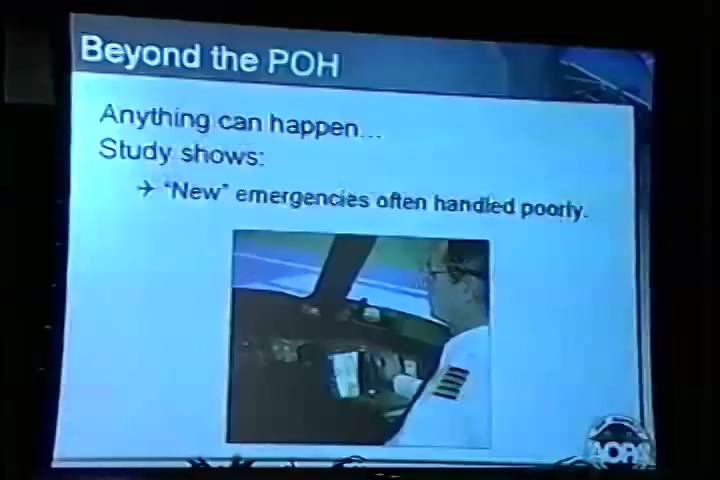 Beyond the POH
Anything can happen...
Study shows:
"New" emergencies often handled poorly.
AOPA